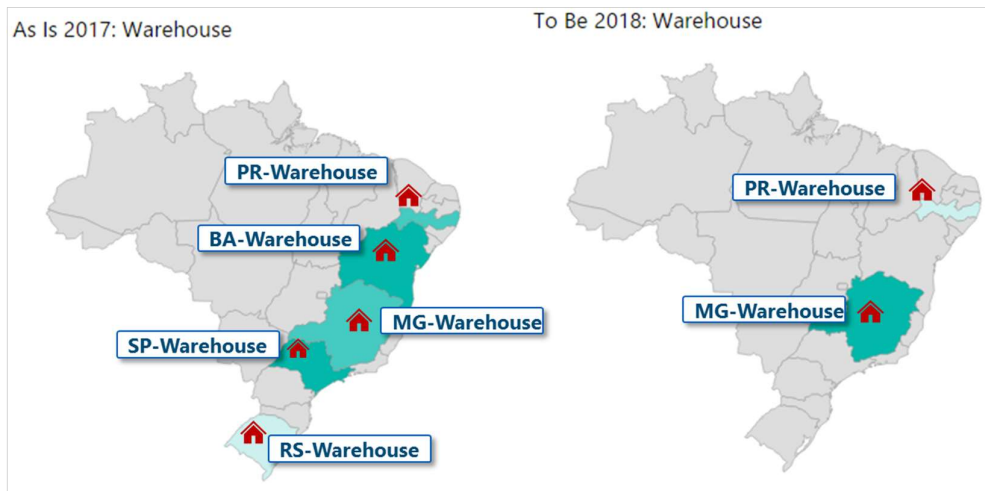 As Is 2017: Warehouse
To Be 2018: Warehouse
PR-Warehouse
BA-Warehouse
MG-Warehouse
SP-Warehouse
RS-Warehouse
PR-Warehouse
MG-Warehouse